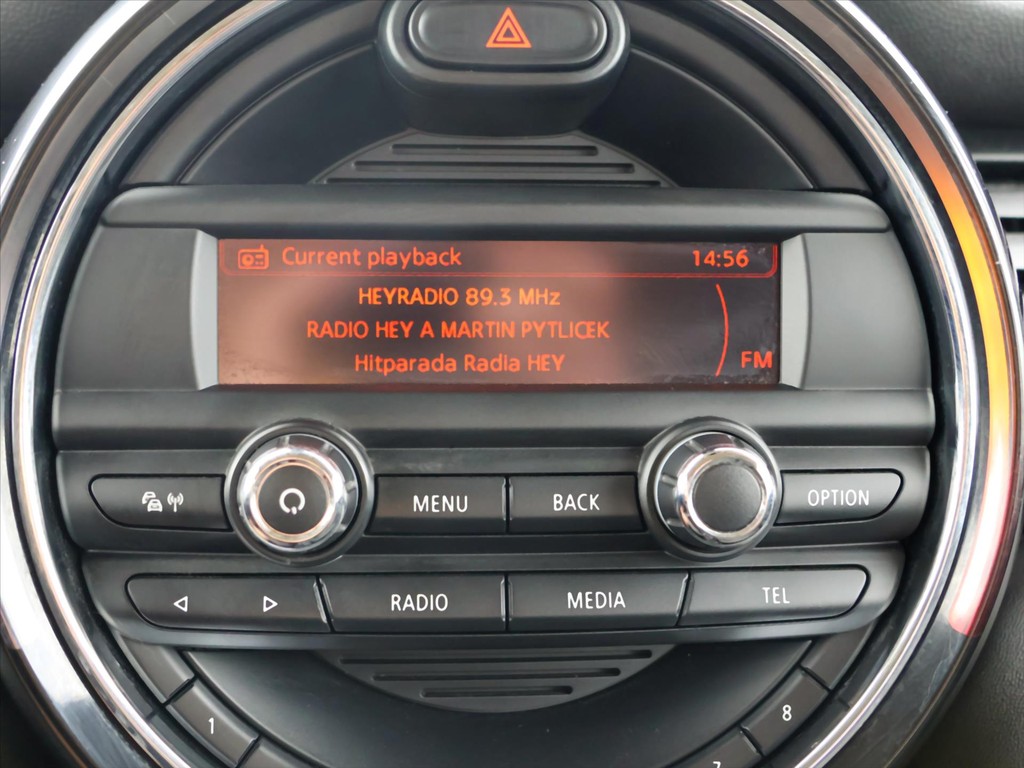 Current playback 14:56
HEYRADIO 89.3 MHz
RADIO HEY A MARTIN PYTLICEK
Hitparada Radia HEY
FM
MENU BACK OPTION
RADIO MEDIA TEL
1 8
7